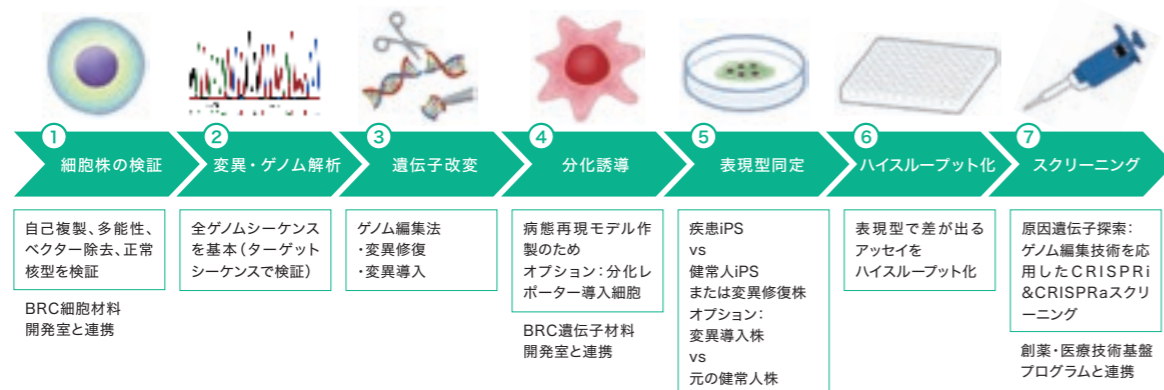 1
細胞株の検証
2
変異・ゲノム解析
3
遺伝子改変
4
分化誘導
5
表現型同定
6
ハイスループット化
7
スクリーニング
自己複製、多能性、
ベクター除去、正常
核型を検証
BRC細胞材料
開発室と連携
全ゲノムシーケンス
を基本（ターゲット
シーケンスで検証）
ゲノム編集法
・変異修復
・変異導入
病態再現モデル作
製のため
オプション：分化レ
ポーター導入細胞
BRC遺伝子材料
開発室と連携
疾患iPS
vs
健常人iPS
または変異修復株
オプション：
変異導入株
vs
元の健常人株
表現型で差が出る
アッセイを
ハイスループット化
原因遺伝子探索：
ゲノム編集技術を応
用したCRISPRi
&CRISPRaスクリ
ーニング
創薬・医療技術基盤
プログラムと連携